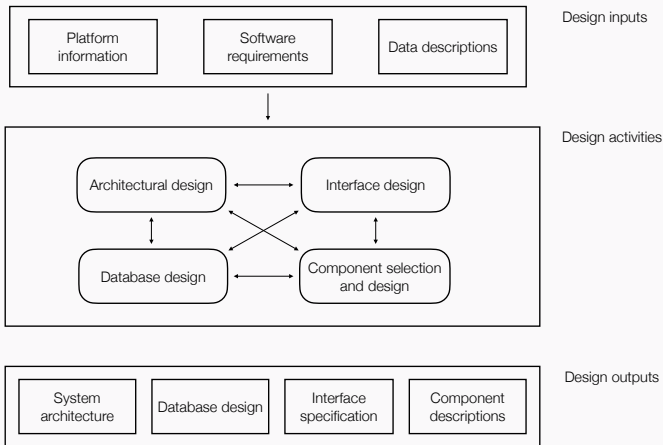 Design inputs
Platform
information
Software
requirements
Data descriptions
Design activities
Architectural design
Interface design
Database design
Component selection
and design
Design outputs
System
architecture
Database design
Interface
specification
Component
descriptions